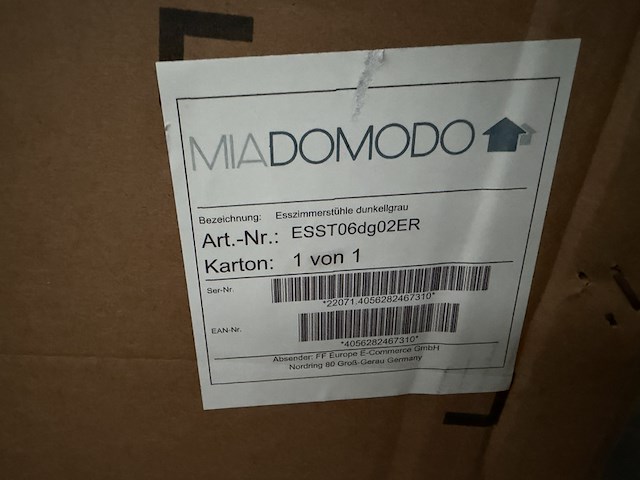 MIADOMODO
Bezeichnung: Esszimmerstühle dunkellgrau
Art.-Nr.: ESST06dg02ER
Karton: 1 von 1
Ser-Nr.
*22071.4056282467310*
EAN-Nr.
*4056282467310*
Absender: FF Europe E-Commerce GmbH
Nordring 80 Groß-Gerau Germany